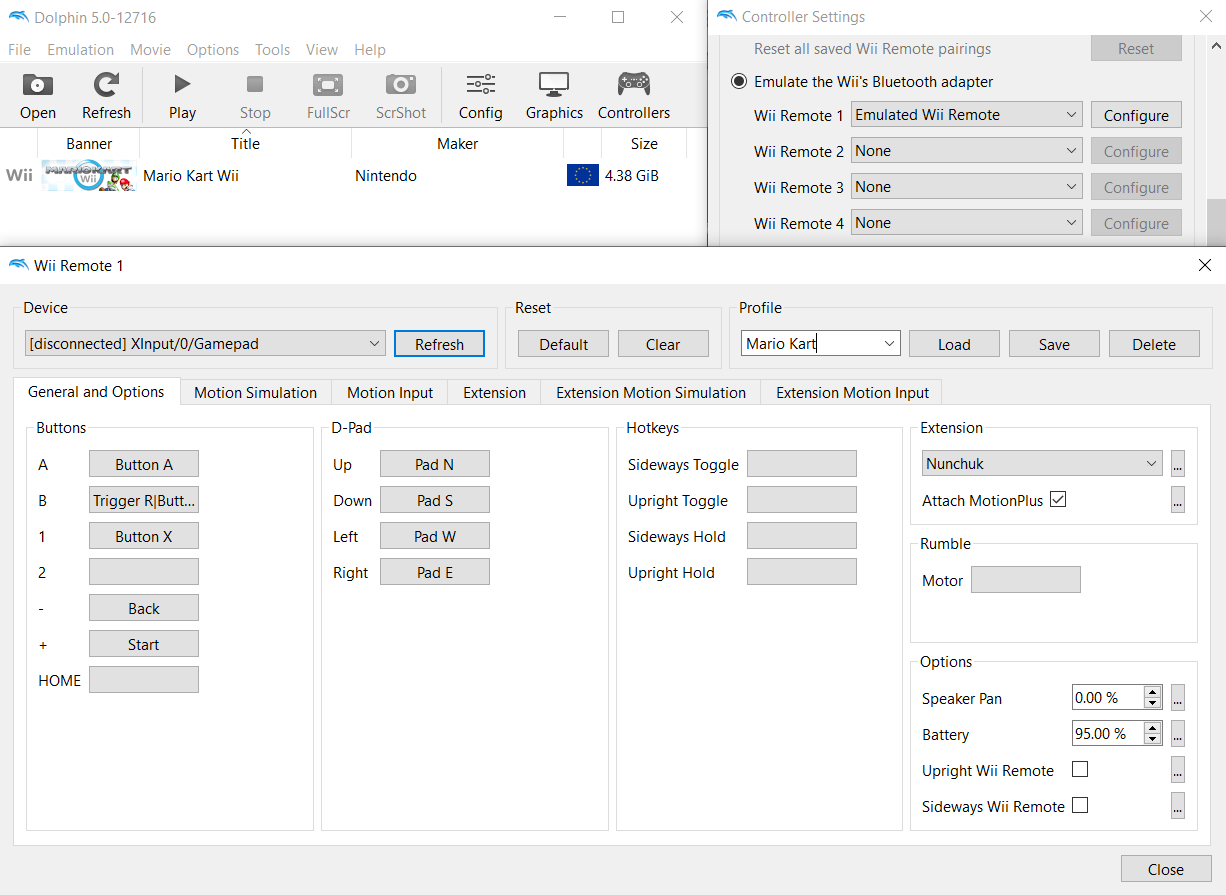 Dolphin 5.0-12716
File Emulation Movie Options Tools View Help
Open Refresh Play Stop FullScr ScrShot Config Graphics Controllers
Banner Title Maker Size
Wii MARIOKART Wii Mario Kart Wii Nintendo 4.38 GiB
Controller Settings
Reset all saved Wii Remote pairings Reset
Emulate the Wii's Bluetooth adapter
Wii Remote 1 Emulated Wii Remote Configure
Wii Remote 2 None Configure
Wii Remote 3 None Configure
Wii Remote 4 None Configure
Wii Remote 1
Device
[disconnected] XInput/0/Gamepad Refresh
Reset
Default Clear
Profile
Mario Kart Load Save Delete
General and Options Motion Simulation Motion Input Extension Extension Motion Simulation Extension Motion Input
Buttons
A Button A
B Trigger R|Butt...
1 Button X
2
- Back
+ Start
HOME
D-Pad
Up Pad N
Down Pad S
Left Pad W
Right Pad E
Hotkeys
Sideways Toggle
Upright Toggle
Sideways Hold
Upright Hold
Extension
Nunchuk ...
Attach MotionPlus ...
Rumble
Motor
Options
Speaker Pan 0.00 % ...
Battery 95.00 % ...
Upright Wii Remote ...
Sideways Wii Remote ...
Close